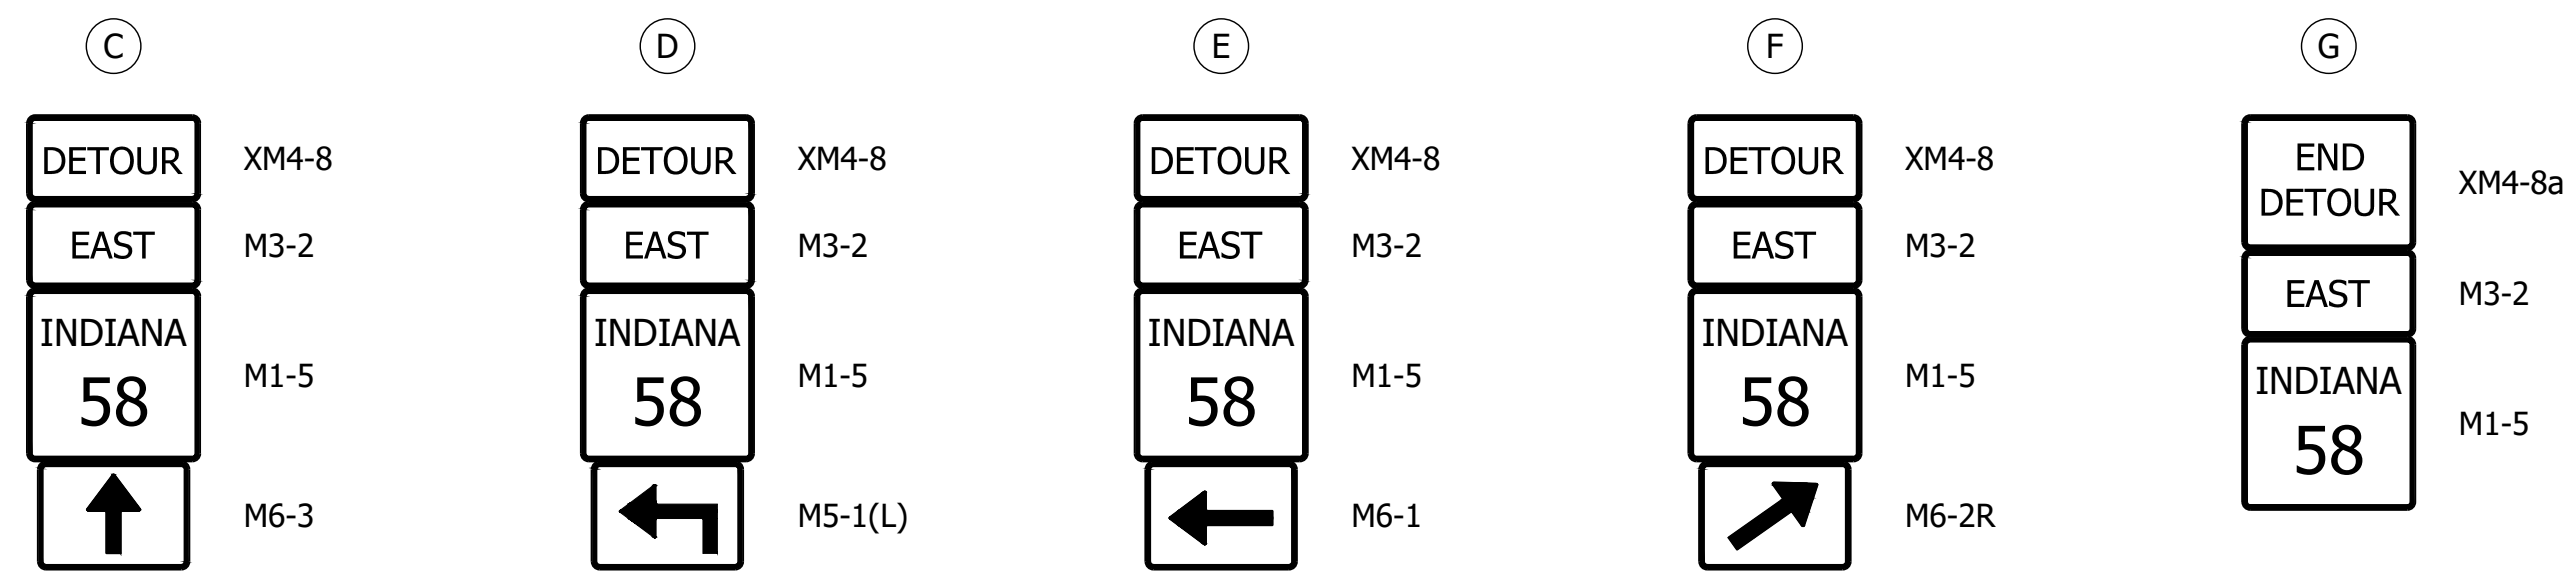 C
DETOUR XM4-8
EAST M3-2
INDIANA
58 M1-5
M6-3
D
DETOUR XM4-8
EAST M3-2
INDIANA
58 M1-5
M5-1(L)
E
DETOUR XM4-8
EAST M3-2
INDIANA
58 M1-5
M6-1
F
DETOUR XM4-8
EAST M3-2
INDIANA
58 M1-5
M6-2R
G
END
DETOUR XM4-8a
EAST M3-2
INDIANA
58 M1-5